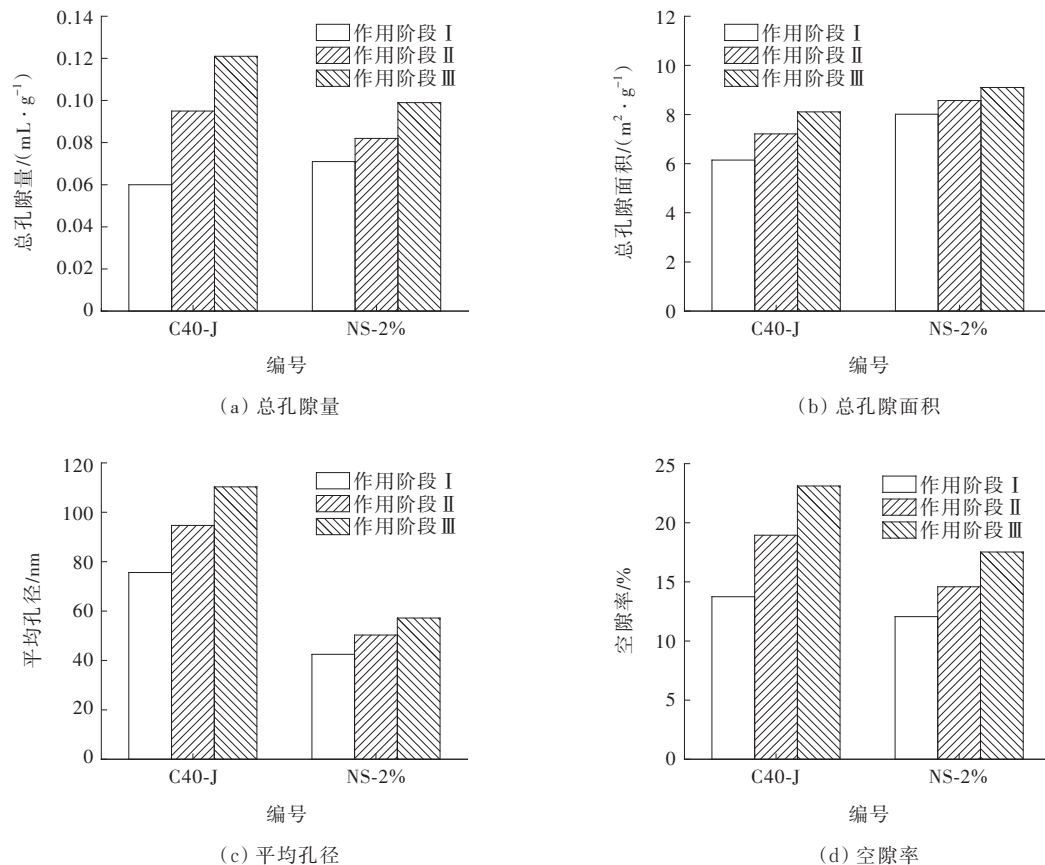 0.14
0.12
0.10
0.08
0.06
0.04
0.02
0
总孔隙量/(mL·g⁻¹)
作用阶段Ⅰ
作用阶段Ⅱ
作用阶段Ⅲ
C40-J NS-2%
编号
(a) 总孔隙量
12
10
8
6
4
2
0
总孔隙面积/(m²·g⁻¹)
作用阶段Ⅰ
作用阶段Ⅱ
作用阶段Ⅲ
C40-J NS-2%
编号
(b) 总孔隙面积
120
100
80
60
40
20
0
平均孔径/nm
作用阶段Ⅰ
作用阶段Ⅱ
作用阶段Ⅲ
C40-J NS-2%
编号
(c) 平均孔径
25
20
15
10
5
0
空隙率/%
作用阶段Ⅰ
作用阶段Ⅱ
作用阶段Ⅲ
C40-J NS-2%
编号
(d) 空隙率